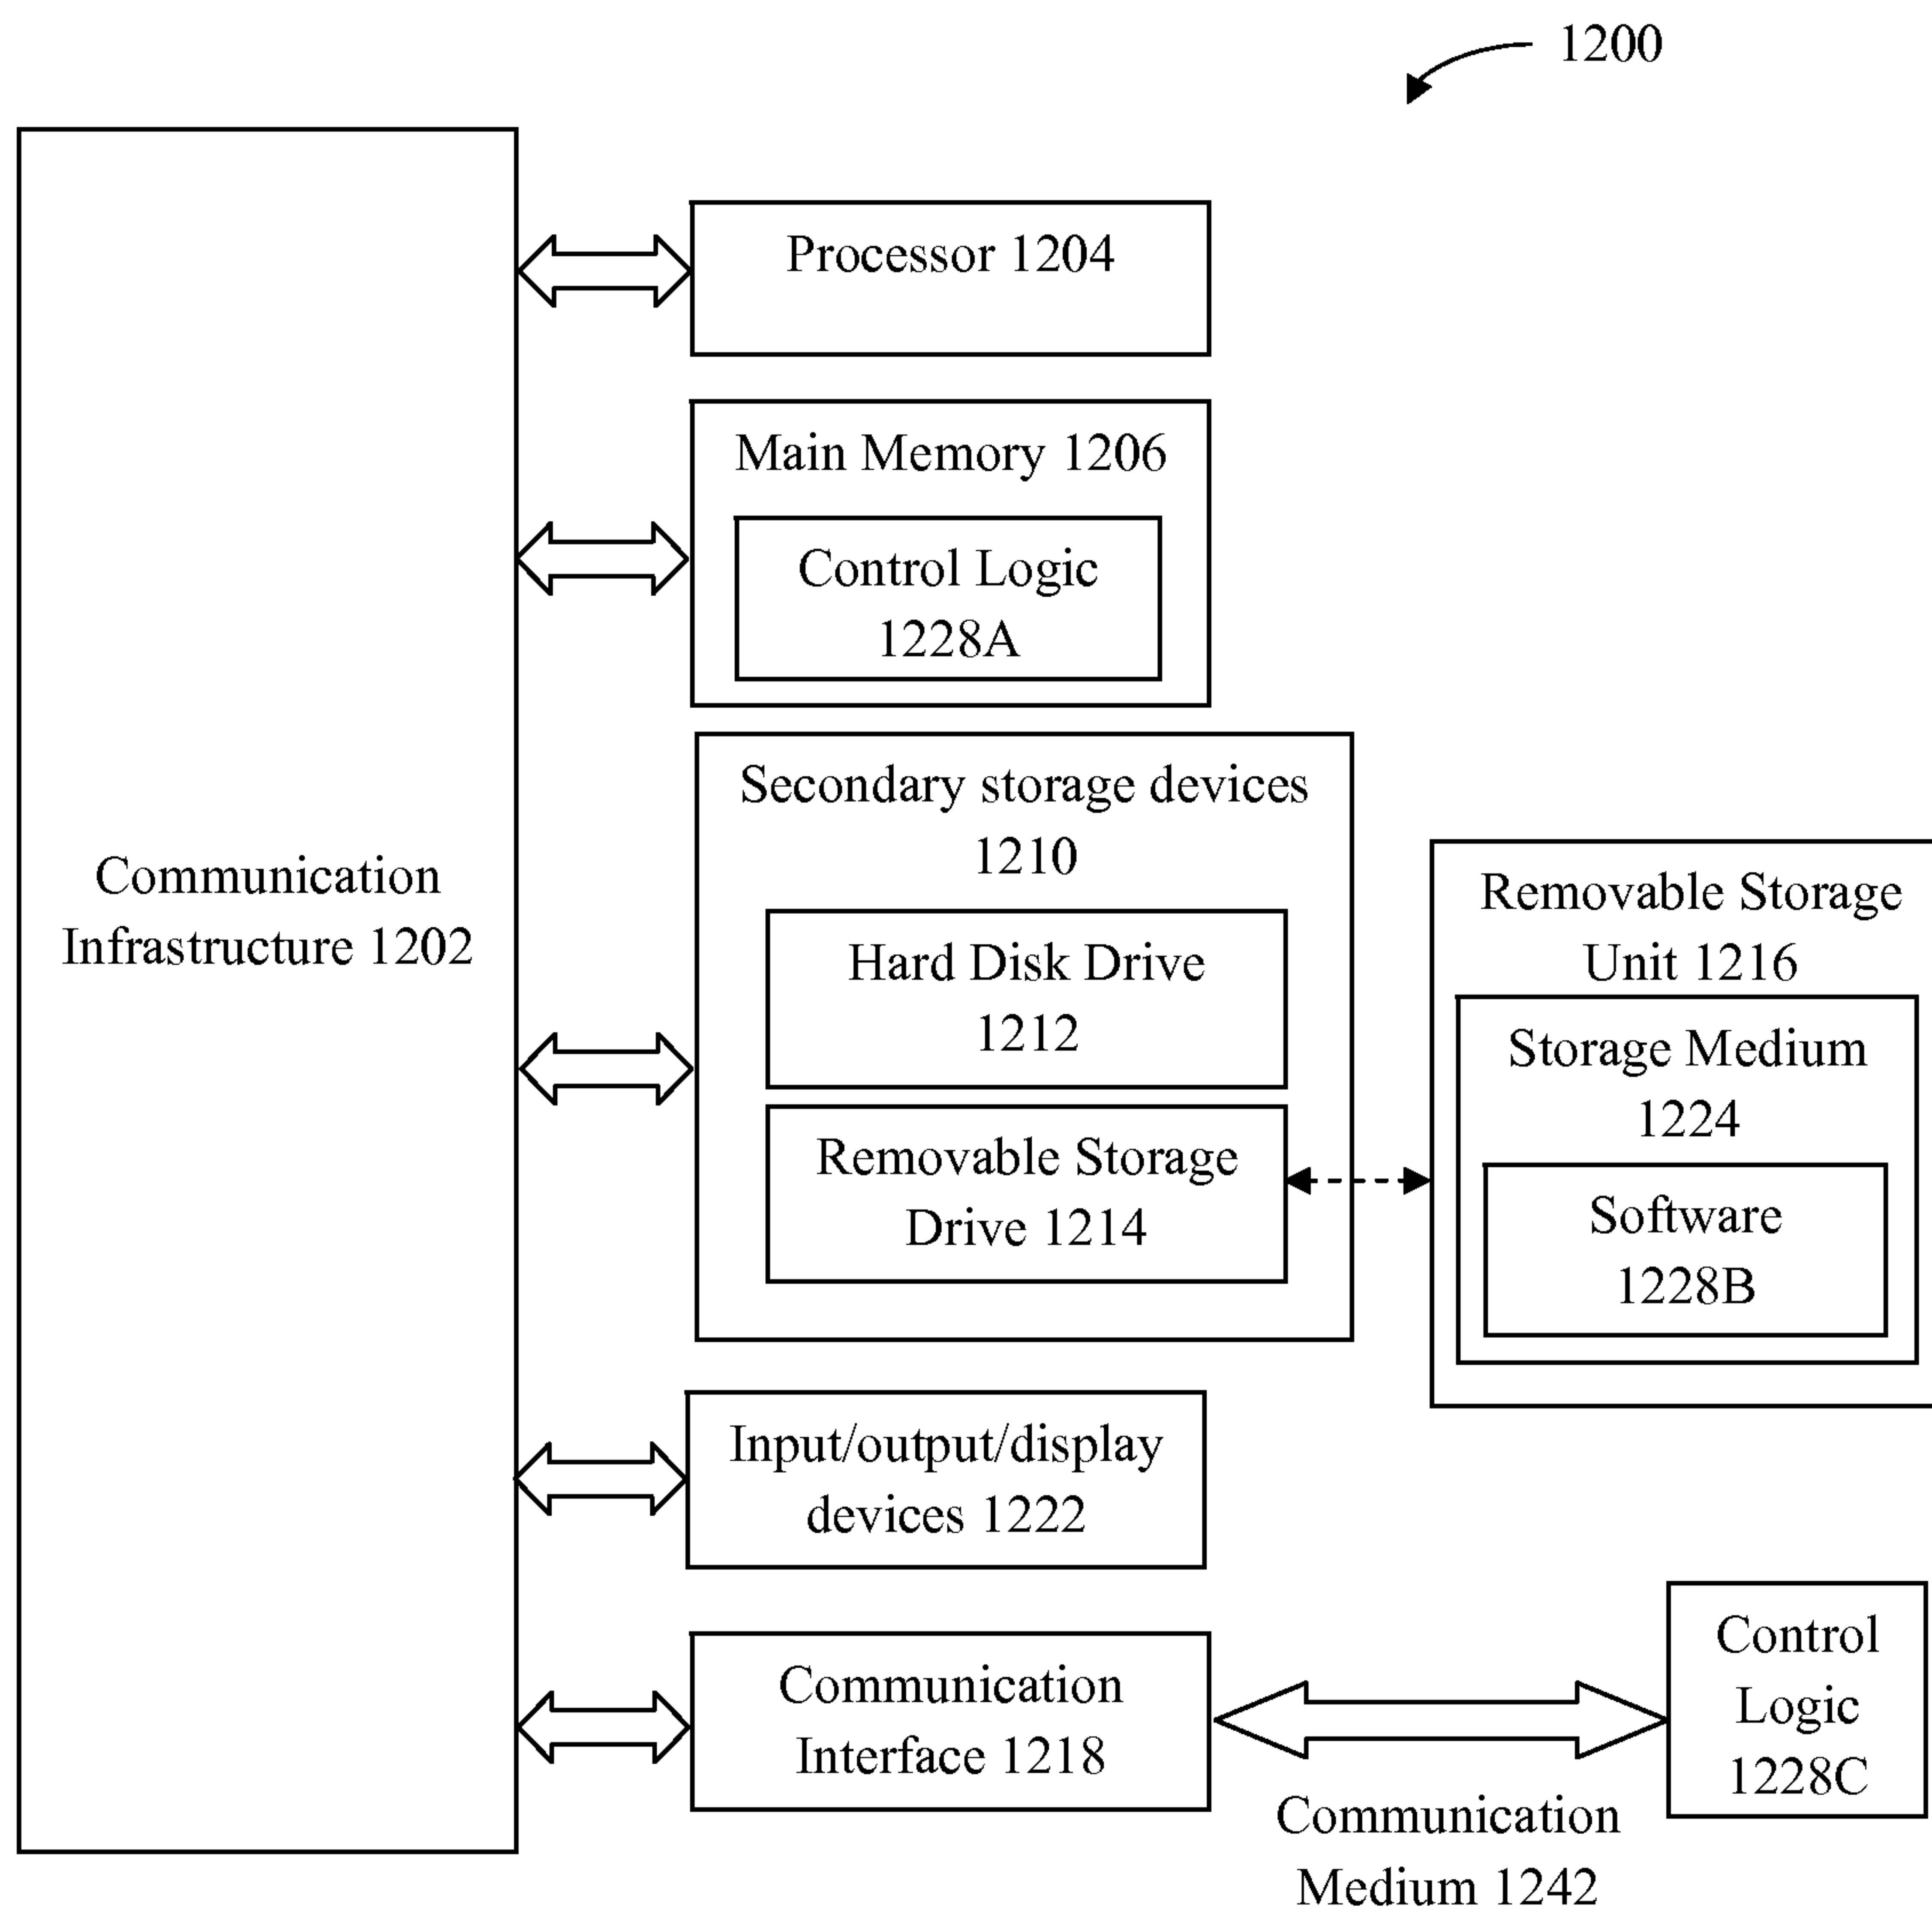 1200
Communication
Infrastructure 1202
Processor 1204
Main Memory 1206
Control Logic
1228A
Secondary storage devices
1210
Hard Disk Drive
1212
Removable Storage
Drive 1214
Removable Storage
Unit 1216
Storage Medium
1224
Software
1228B
Input/output/display
devices 1222
Communication
Interface 1218
Communication
Medium 1242
Control
Logic
1228C